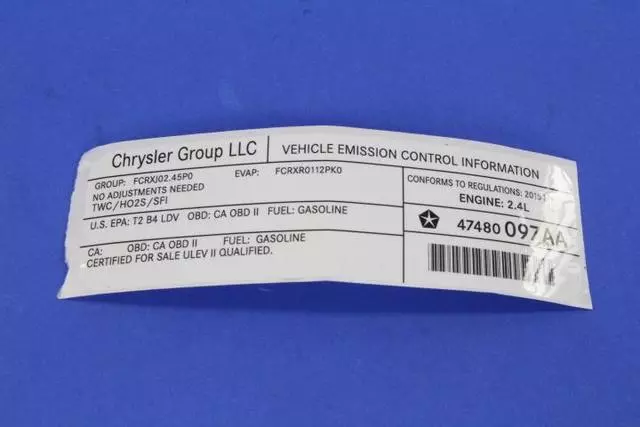 Chrysler Group LLC
VEHICLE EMISSION CONTROL INFORMATION
GROUP: FCRXJ02.45P0 EVAP: FCRXR0112PK0
NO ADJUSTMENTS NEEDED
TWC/HO2S/SFI
U.S. EPA: T2 B4 LDV OBD: CA OBD II FUEL: GASOLINE
CA: OBD: CA OBD II FUEL: GASOLINE
CERTIFIED FOR SALE ULEV II QUALIFIED.
CONFORMS TO REGULATIONS: 2015
ENGINE: 2.4L
47480 097AA